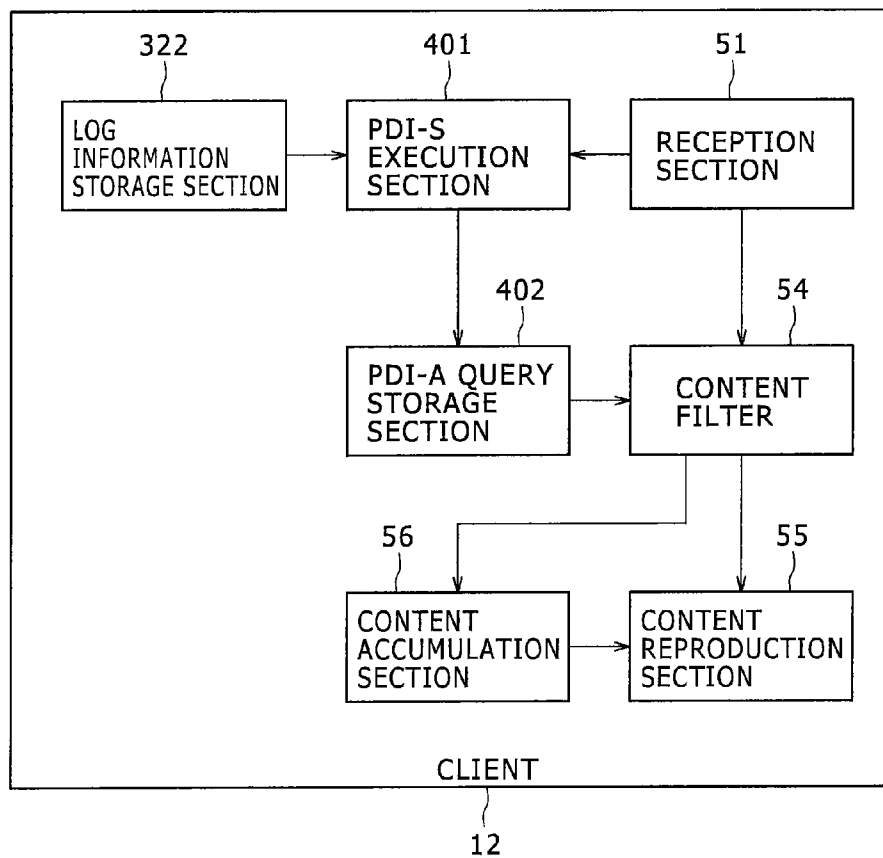 322
401
51
LOG
INFORMATION
STORAGE SECTION
PDI-S
EXECUTION
SECTION
RECEPTION
SECTION
402
54
PDI-A QUERY
STORAGE
SECTION
CONTENT
FILTER
56
55
CONTENT
ACCUMULATION
SECTION
CONTENT
REPRODUCTION
SECTION
CLIENT
12